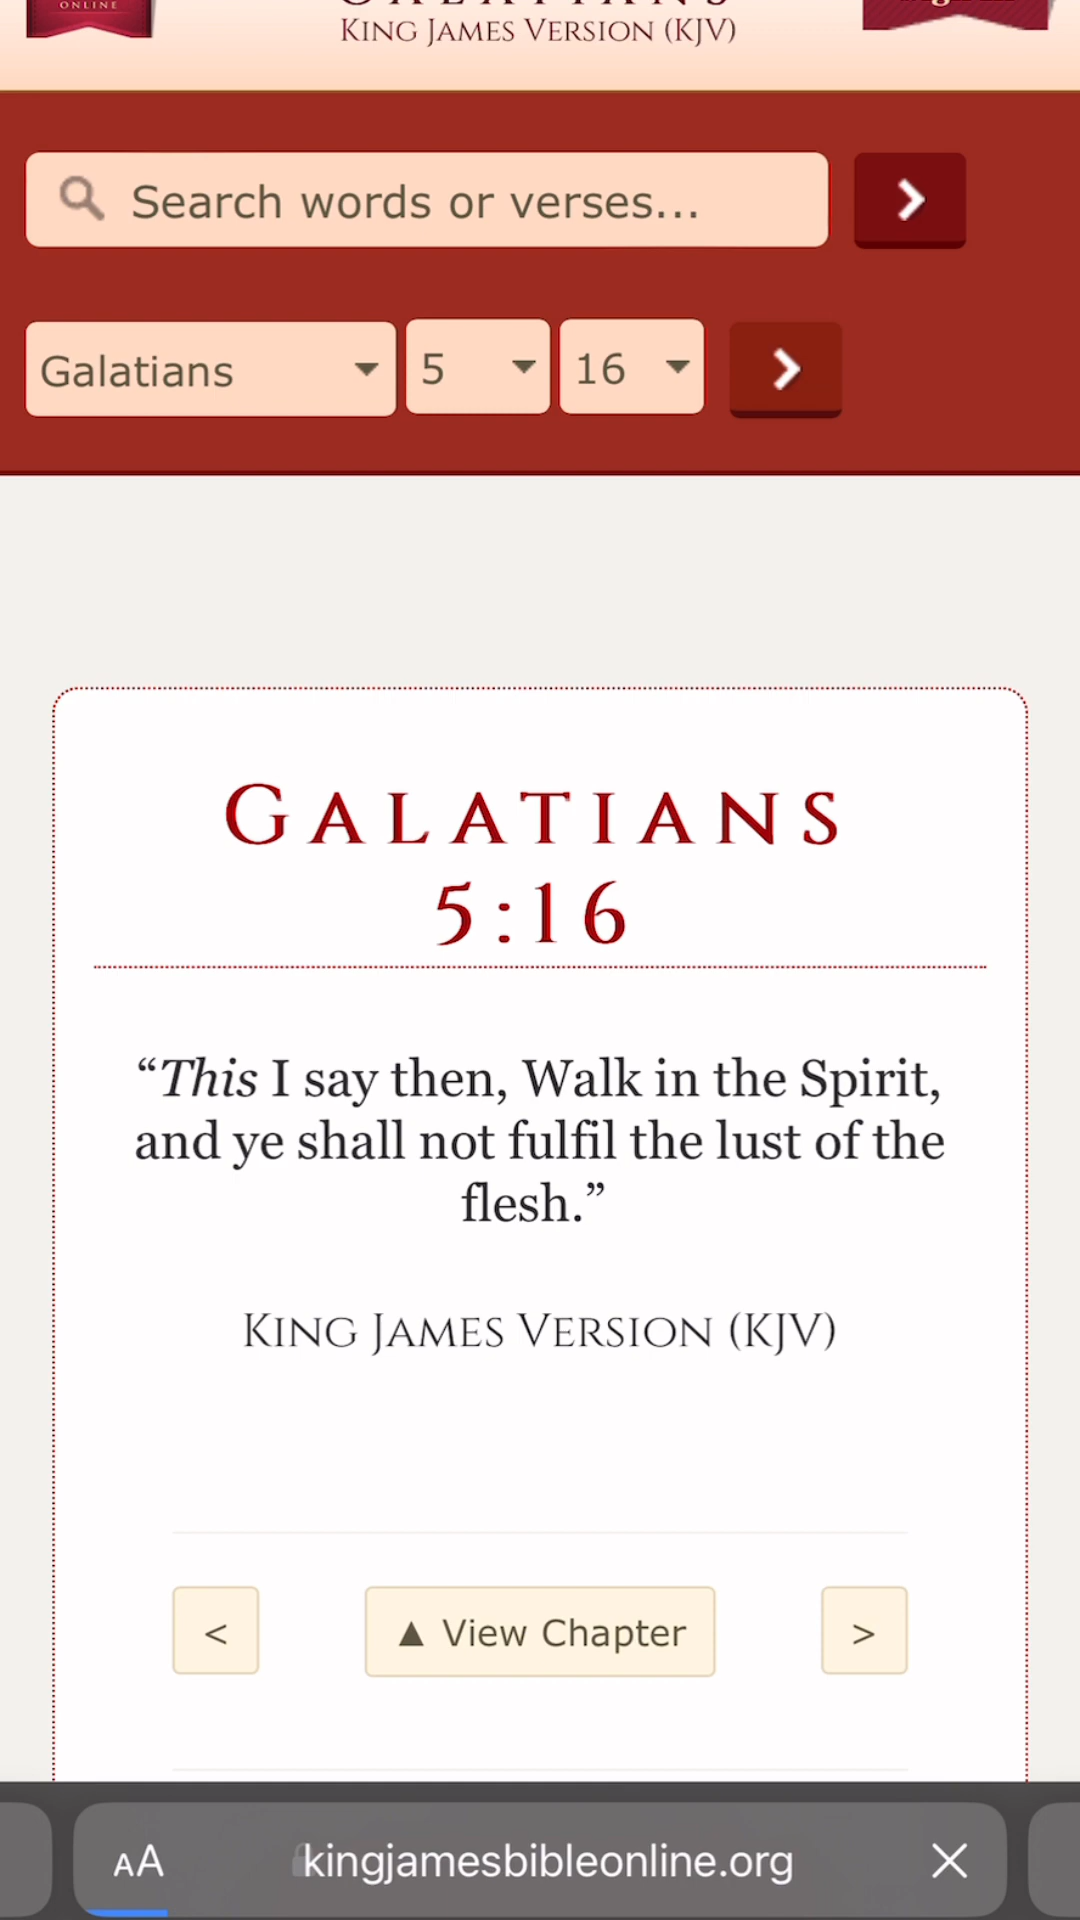 ONLINE
KING JAMES VERSION (KJV)
Search words or verses...
Galatians 5 16
GALATIANS
5:16
“This I say then, Walk in the Spirit,
and ye shall not fulfil the lust of the
flesh.”
KING JAMES VERSION (KJV)
< ▲ View Chapter >
AA kingjamesbibleonline.org